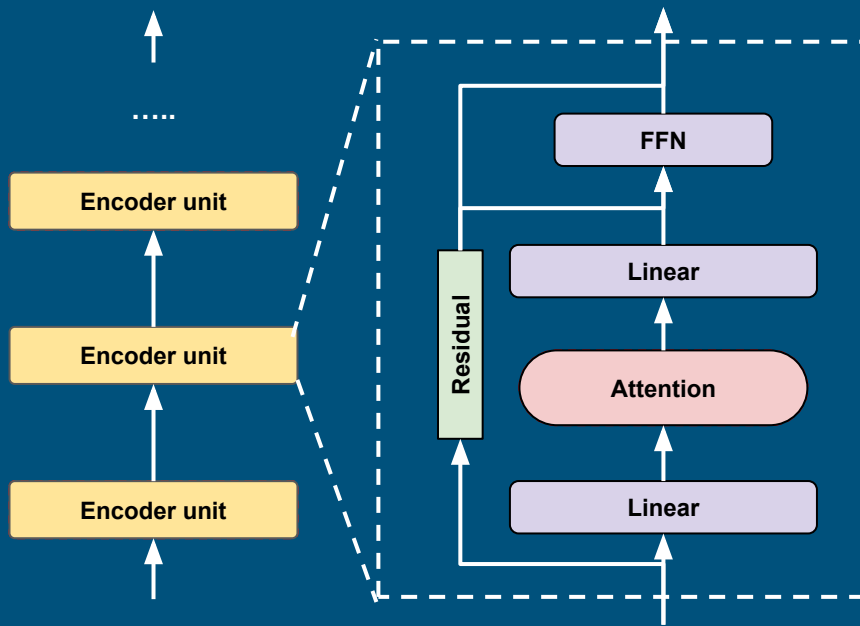 .....
Encoder unit
Encoder unit
Encoder unit
FFN
Linear
Residual
Attention
Linear